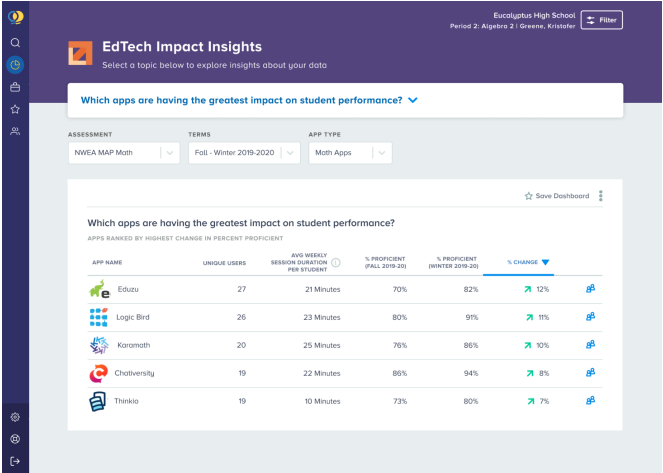 Eucalyptus High School
Period 2: Algebra 2 | Greene, Kristofer
Filter
EdTech Impact Insights
Select a topic below to explore insights about your data
Which apps are having the greatest impact on student performance?
ASSESSMENT TERMS APP TYPE
NWEA MAP Math Fall - Winter 2019-2020 Math Apps
Save Dashboard
Which apps are having the greatest impact on student performance?
APPS RANKED BY HIGHEST CHANGE IN PERCENT PROFICIENT
APP NAME UNIQUE USERS AVG WEEKLY SESSION DURATION PER STUDENT % PROFICIENT (FALL 2019-20) % PROFICIENT (WINTER 2019-20) % CHANGE
Eduzu 27 21 Minutes 70% 82% 12%
Logic Bird 26 23 Minutes 80% 91% 11%
Karamath 20 25 Minutes 76% 86% 10%
Chativersity 19 22 Minutes 86% 94% 8%
Thinkio 19 10 Minutes 73% 80% 7%